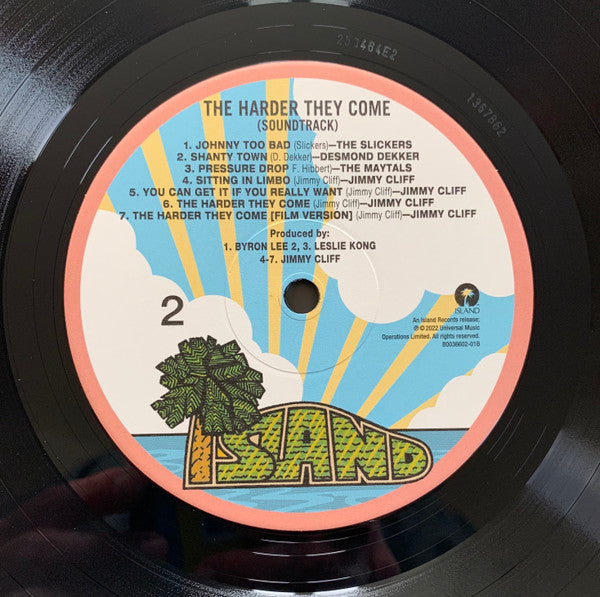 253464E2
1367862
THE HARDER THEY COME
(SOUNDTRACK)
1. JOHNNY TOO BAD (Slickers)—THE SLICKERS
2. SHANTY TOWN (D. Dekker)—DESMOND DEKKER
3. PRESSURE DROP F. Hibbert)—THE MAYTALS
4. SITTING IN LIMBO (Jimmy Cliff)—JIMMY CLIFF
5. YOU CAN GET IT IF YOU REALLY WANT (Jimmy Cliff)—JIMMY CLIFF
6. THE HARDER THEY COME (Jimmy Cliff)—JIMMY CLIFF
7. THE HARDER THEY COME [FILM VERSION] (Jimmy Cliff)—JIMMY CLIFF
Produced by:
1. BYRON LEE 2, 3. LESLIE KONG
4-7. JIMMY CLIFF
2
ISLAND
An Island Records release;
℗ © 2022 Universal Music
Operations Limited. All rights reserved.
B0036602-01B
ISLAND